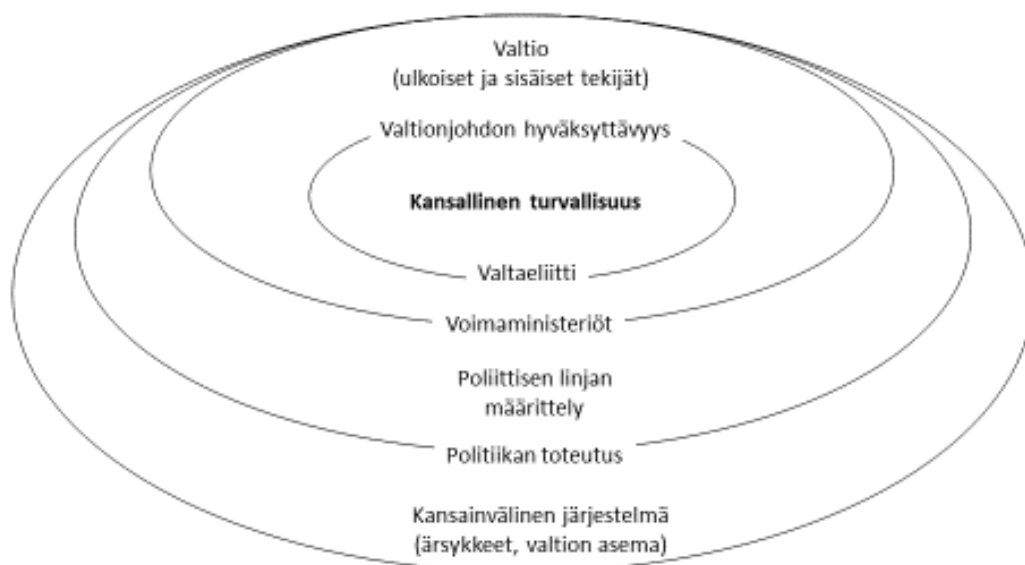 Valtio
(ulkoiset ja sisäiset tekijät)
Valtionjohdon hyväksyttävyys
Kansallinen turvallisuus
Valtaeliitti
Voimaministeriöt
Poliittisen linjan
määrittely
Politiikan toteutus
Kansainvälinen järjestelmä
(ärsykkeet, valtion asema)